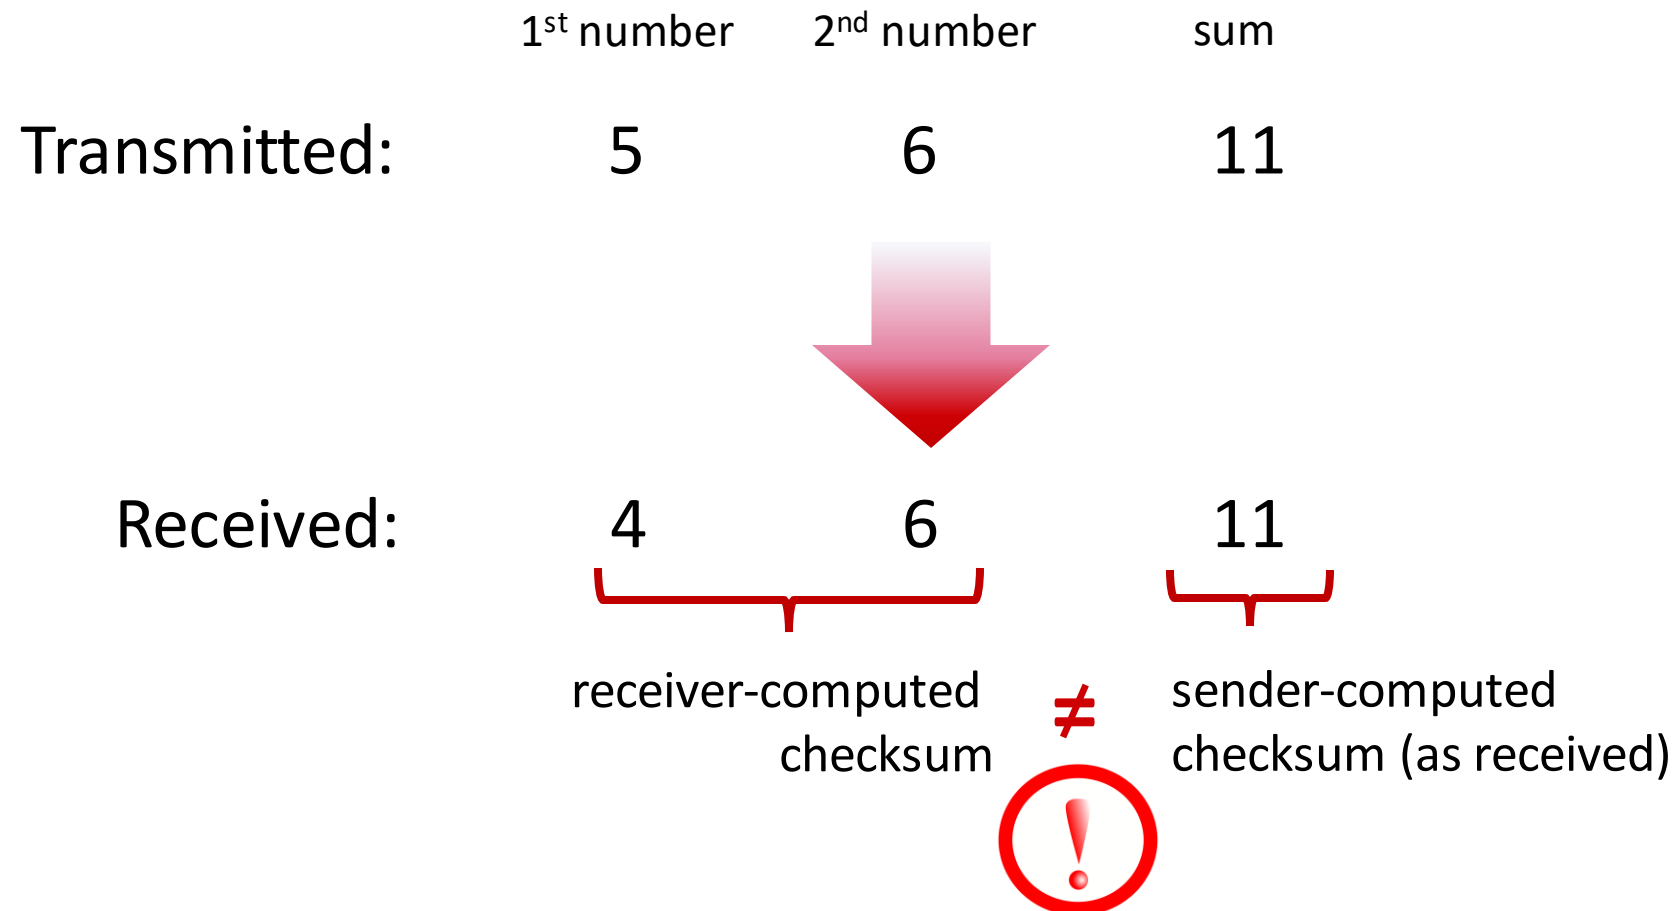 1st number 2nd number sum
Transmitted: 5 6 11
Received: 4 6 11
receiver-computed ≠ sender-computed
checksum checksum (as received)
!